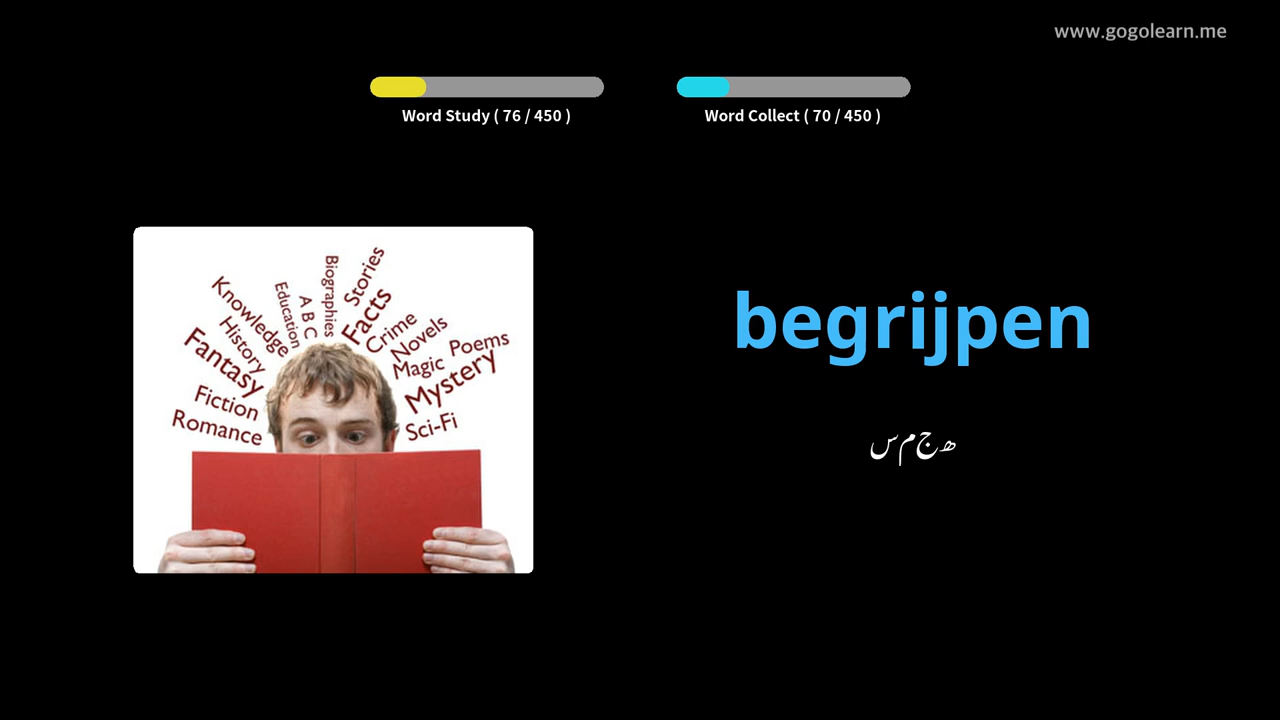 www.gogolearn.me
Word Study ( 76 / 450 )
Word Collect ( 70 / 450 )
Knowledge
History
Fantasy
Fiction
Romance
Education
A B C
Biographies
Stories
Facts
Crime
Novels
Magic
Poems
Mystery
Sci-Fi
begrijpen
ھجمس